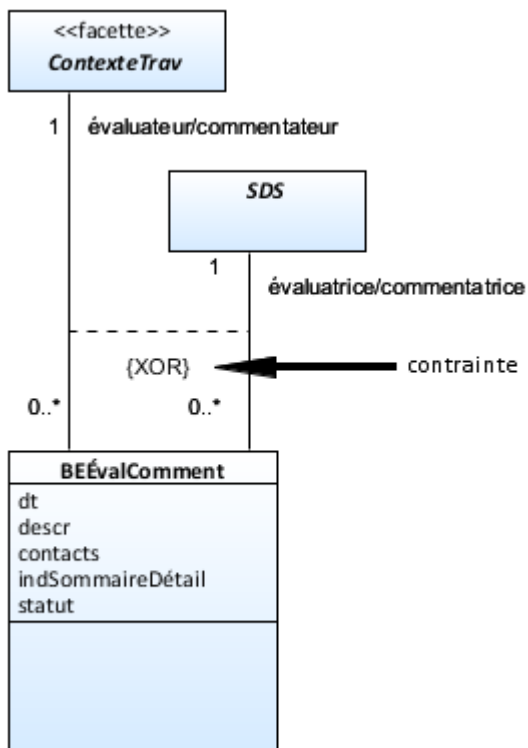 <<facette>>
ContexteTrav
1 évaluateur/commentateur
SDS
1
évaluatrice/commentatrice
{XOR} contrainte
0..* 0..*
BEÉvalComment
dt
descr
contacts
indSommaireDétail
statut